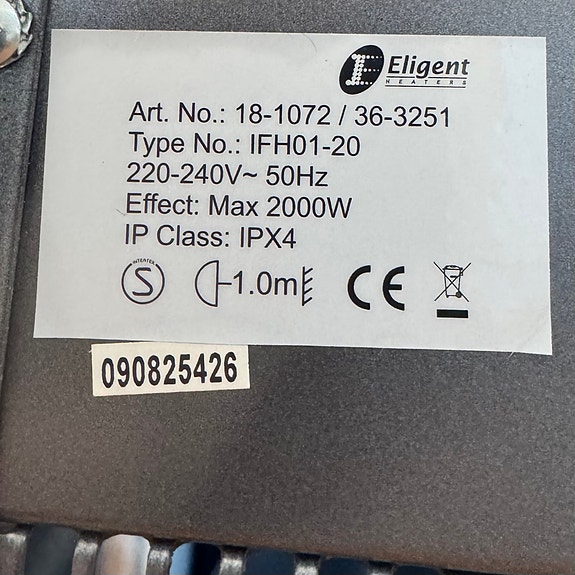 Eligent
HEATERS
Art. No.: 18-1072 / 36-3251
Type No.: IFH01-20
220-240V~ 50Hz
Effect: Max 2000W
IP Class: IPX4
INTERTEK
S
1.0m
CE
090825426